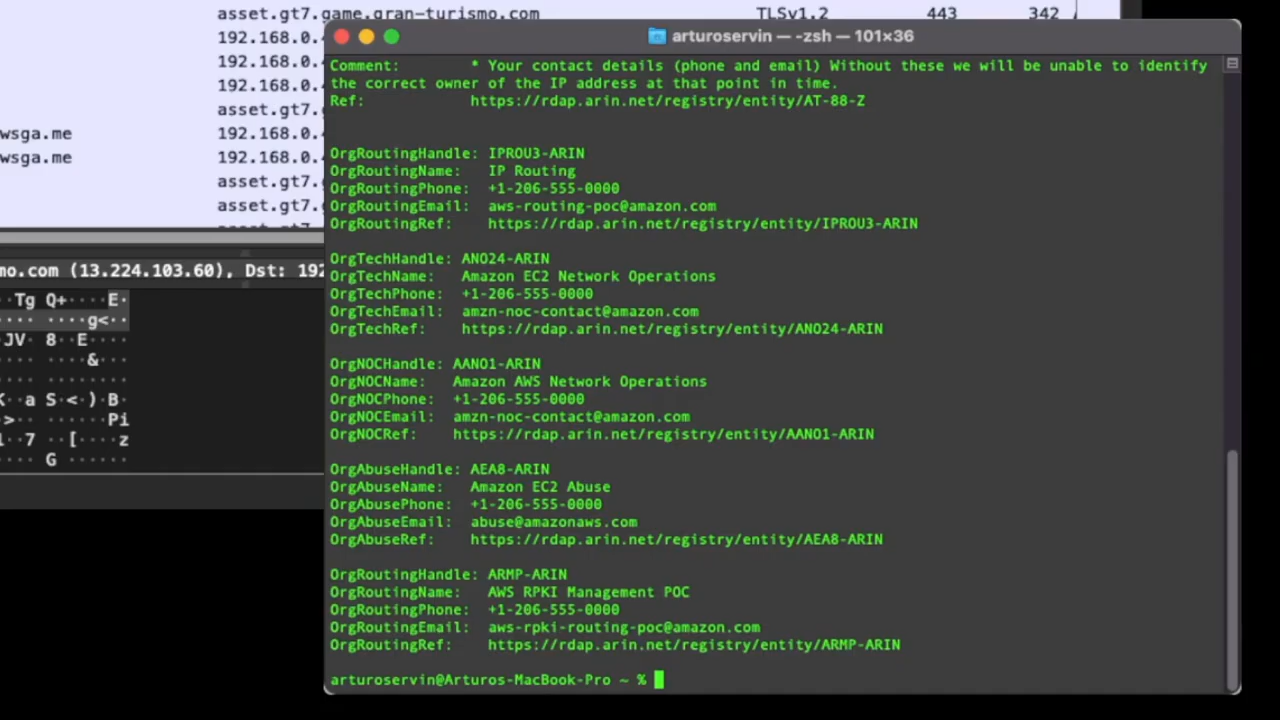 asset.gt7.game.gran-turismo.com TLSv1.2 443 342
192.168.0.
192.168.0.
192.168.0.
asset.gt7.g
wsga.me 192.168.0.
wsga.me 192.168.0.
asset.gt7.g
asset.gt7.g
mo.com (13.224.103.60), Dst: 192
··Tg Q+····E·
···· ····g<··
JV· 8··E····
···· ····&···
···· ········
K·a S·<·)·B·
·>·· ······Pi
··7 ··[····z
··· G ······
arturoservin — -zsh — 101×36
Comment: * Your contact details (phone and email) Without these we will be unable to identify
the correct owner of the IP address at that point in time.
Ref: https://rdap.arin.net/registry/entity/AT-88-Z
OrgRoutingHandle: IPROU3-ARIN
OrgRoutingName: IP Routing
OrgRoutingPhone: +1-206-555-0000
OrgRoutingEmail: aws-routing-poc@amazon.com
OrgRoutingRef: https://rdap.arin.net/registry/entity/IPROU3-ARIN
OrgTechHandle: ANO24-ARIN
OrgTechName: Amazon EC2 Network Operations
OrgTechPhone: +1-206-555-0000
OrgTechEmail: amzn-noc-contact@amazon.com
OrgTechRef: https://rdap.arin.net/registry/entity/ANO24-ARIN
OrgNOCHandle: AANO1-ARIN
OrgNOCName: Amazon AWS Network Operations
OrgNOCPhone: +1-206-555-0000
OrgNOCEmail: amzn-noc-contact@amazon.com
OrgNOCRef: https://rdap.arin.net/registry/entity/AANO1-ARIN
OrgAbuseHandle: AEA8-ARIN
OrgAbuseName: Amazon EC2 Abuse
OrgAbusePhone: +1-206-555-0000
OrgAbuseEmail: abuse@amazonaws.com
OrgAbuseRef: https://rdap.arin.net/registry/entity/AEA8-ARIN
OrgRoutingHandle: ARMP-ARIN
OrgRoutingName: AWS RPKI Management POC
OrgRoutingPhone: +1-206-555-0000
OrgRoutingEmail: aws-rpki-routing-poc@amazon.com
OrgRoutingRef: https://rdap.arin.net/registry/entity/ARMP-ARIN
arturoservin@Arturos-MacBook-Pro ~ %